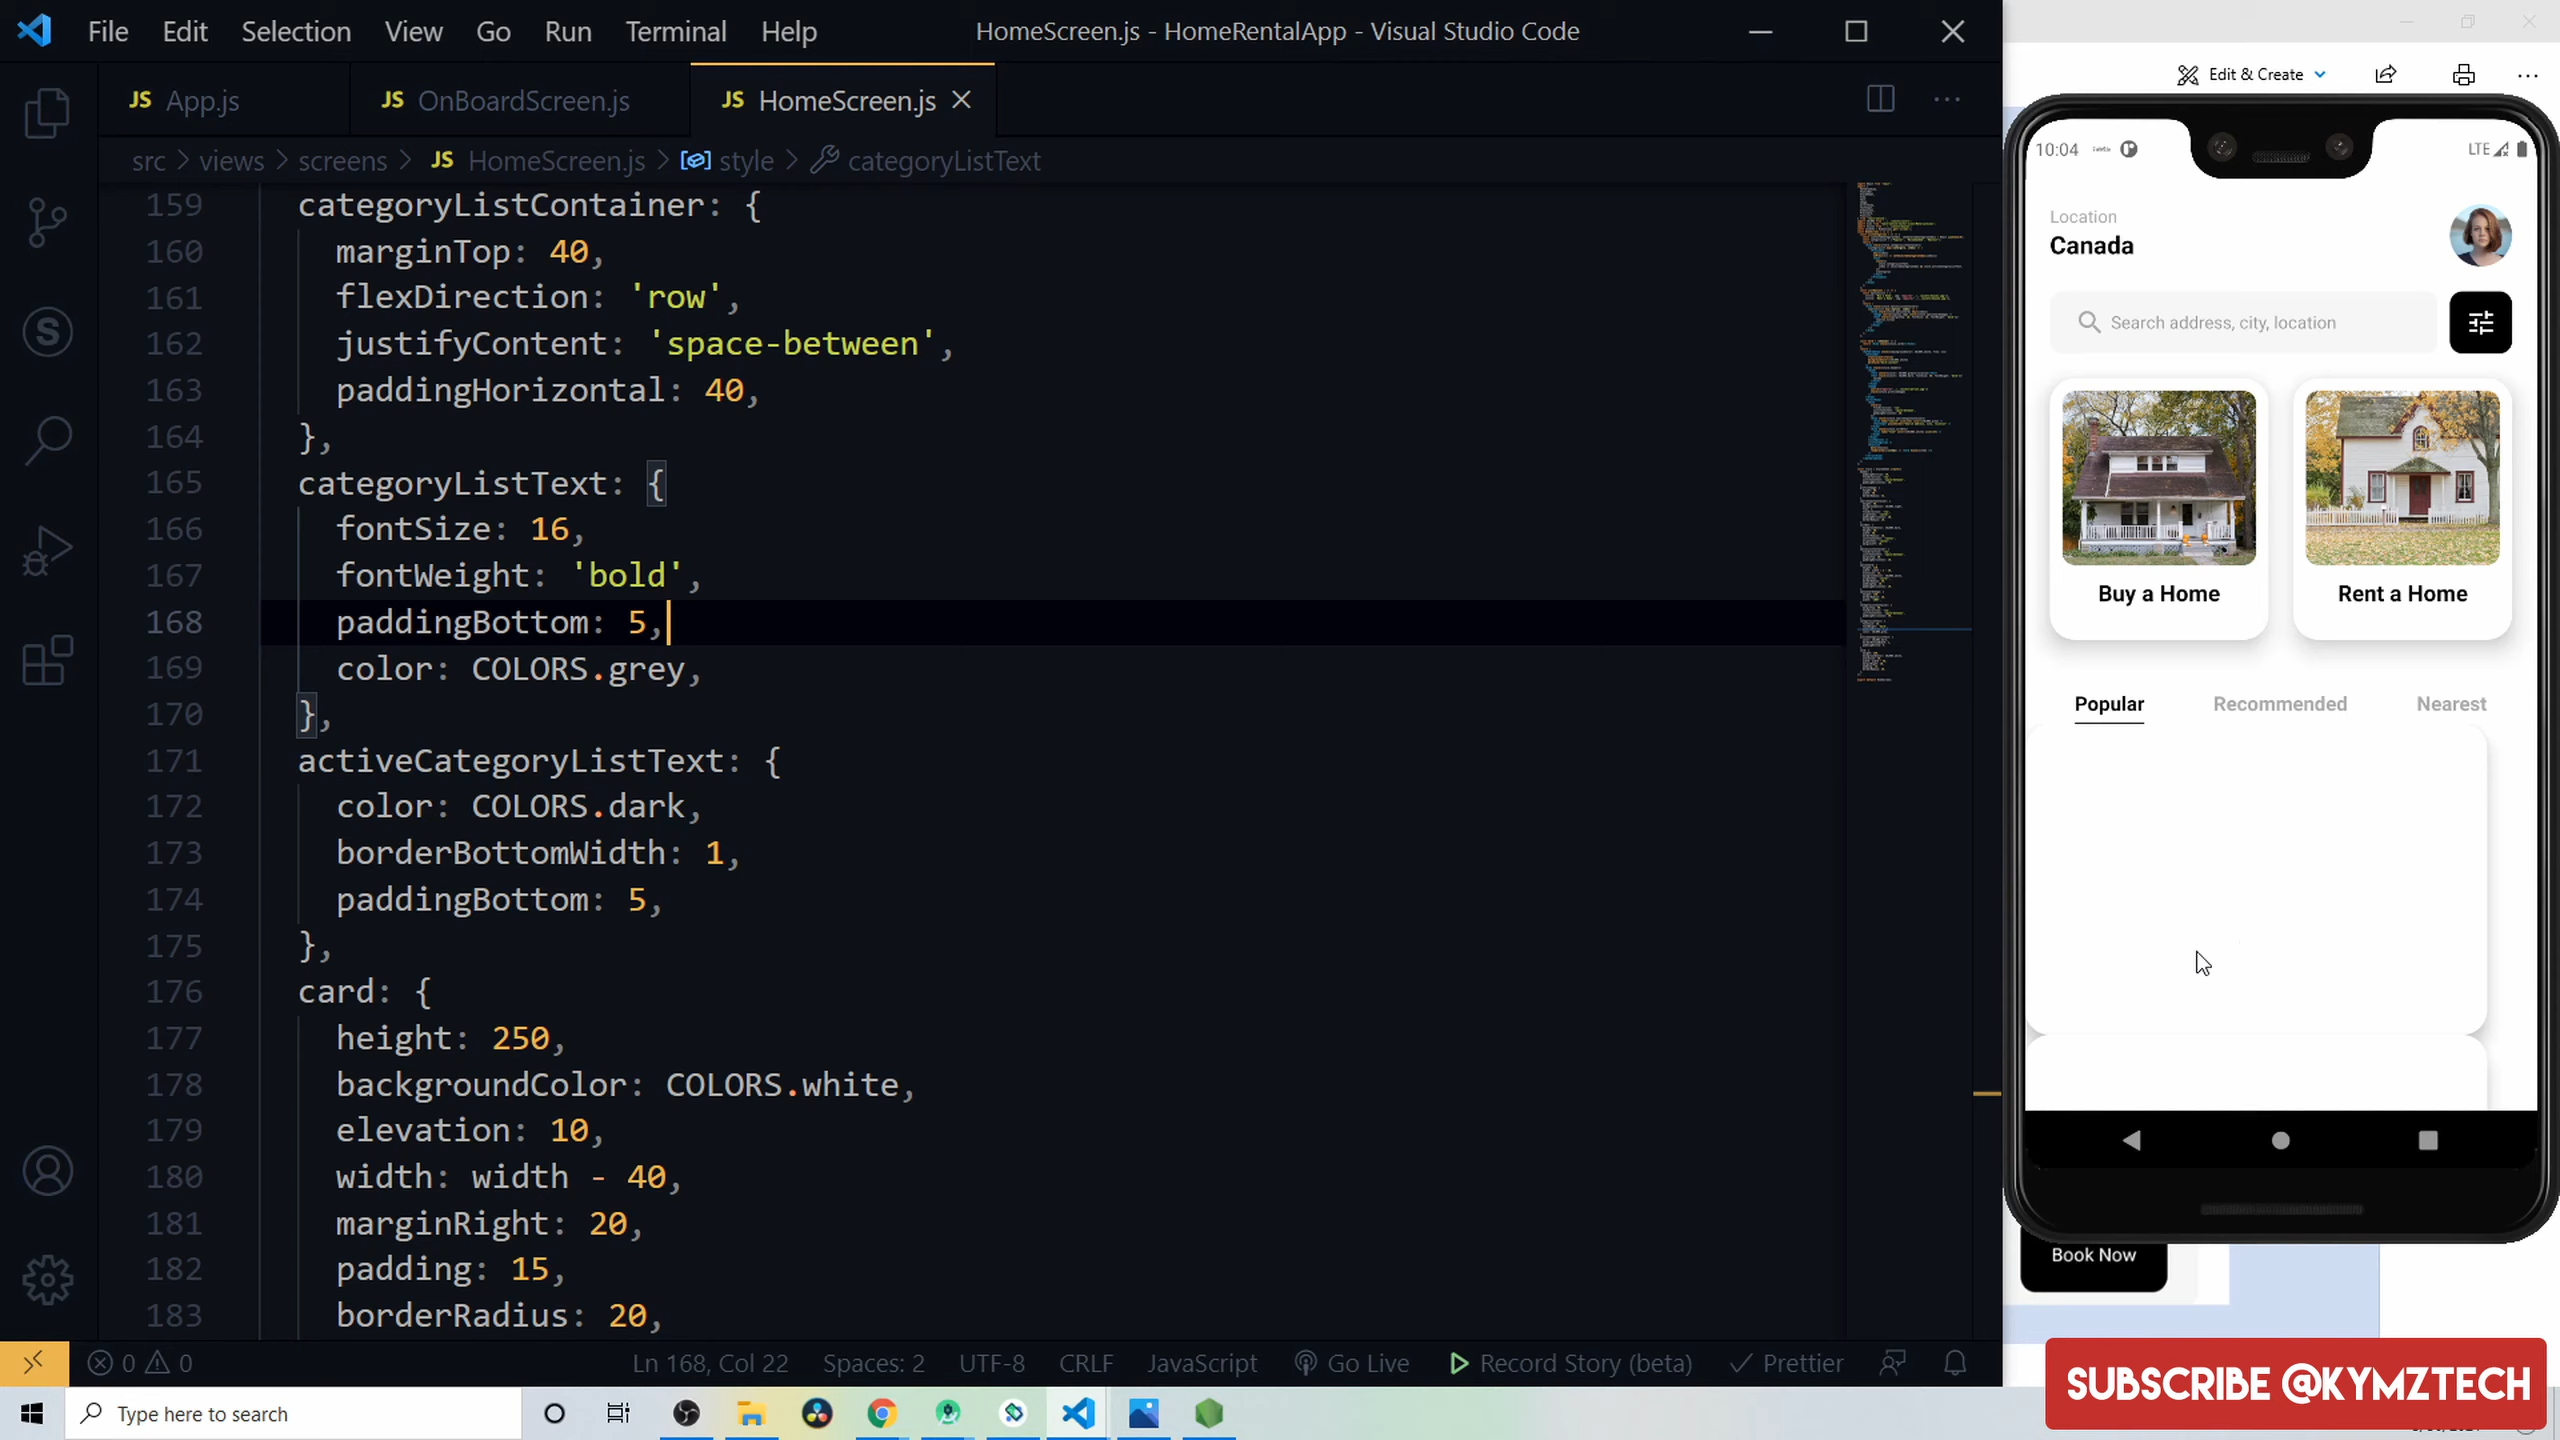 File Edit Selection View Go Run Terminal Help HomeScreen.js - HomeRentalApp - Visual Studio Code
JS App.js JS OnBoardScreen.js JS HomeScreen.js
src > views > screens > JS HomeScreen.js > style > categoryListText
159 categoryListContainer: {
160 marginTop: 40,
161 flexDirection: 'row',
162 justifyContent: 'space-between',
163 paddingHorizontal: 40,
164 },
165 categoryListText: {
166 fontSize: 16,
167 fontWeight: 'bold',
168 paddingBottom: 5,
169 color: COLORS.grey,
170 },
171 activeCategoryListText: {
172 color: COLORS.dark,
173 borderBottomWidth: 1,
174 paddingBottom: 5,
175 },
176 card: {
177 height: 250,
178 backgroundColor: COLORS.white,
179 elevation: 10,
180 width: width - 40,
181 marginRight: 20,
182 padding: 15,
183 borderRadius: 20,
0 0 Ln 168, Col 22 Spaces: 2 UTF-8 CRLF JavaScript Go Live Record Story (beta) Prettier
Type here to search
Edit & Create
10:04 LTE
Location
Canada
Search address, city, location
Buy a Home Rent a Home
Popular Recommended Nearest
Book Now
SUBSCRIBE @KYMZTECH